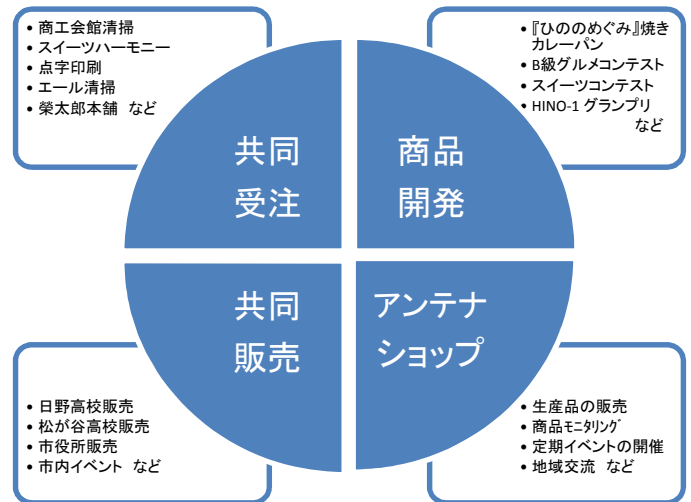 • 商工会館清掃
• スイーツハーモニー
• 点字印刷
• エール清掃
• 榮太郎本舗 など
• 『ひののめぐみ』焼き
カレーパン
• B級グルメコンテスト
• スイーツコンテスト
• HINO-1 グランプリ
など
共同
受注
商品
開発
共同
販売
アンテナ
ショップ
• 日野高校販売
• 松が谷高校販売
• 市役所販売
• 市内イベント など
• 生産品の販売
• 商品ﾓﾆﾀﾘﾝｸﾞ
• 定期イベントの開催
• 地域交流 など